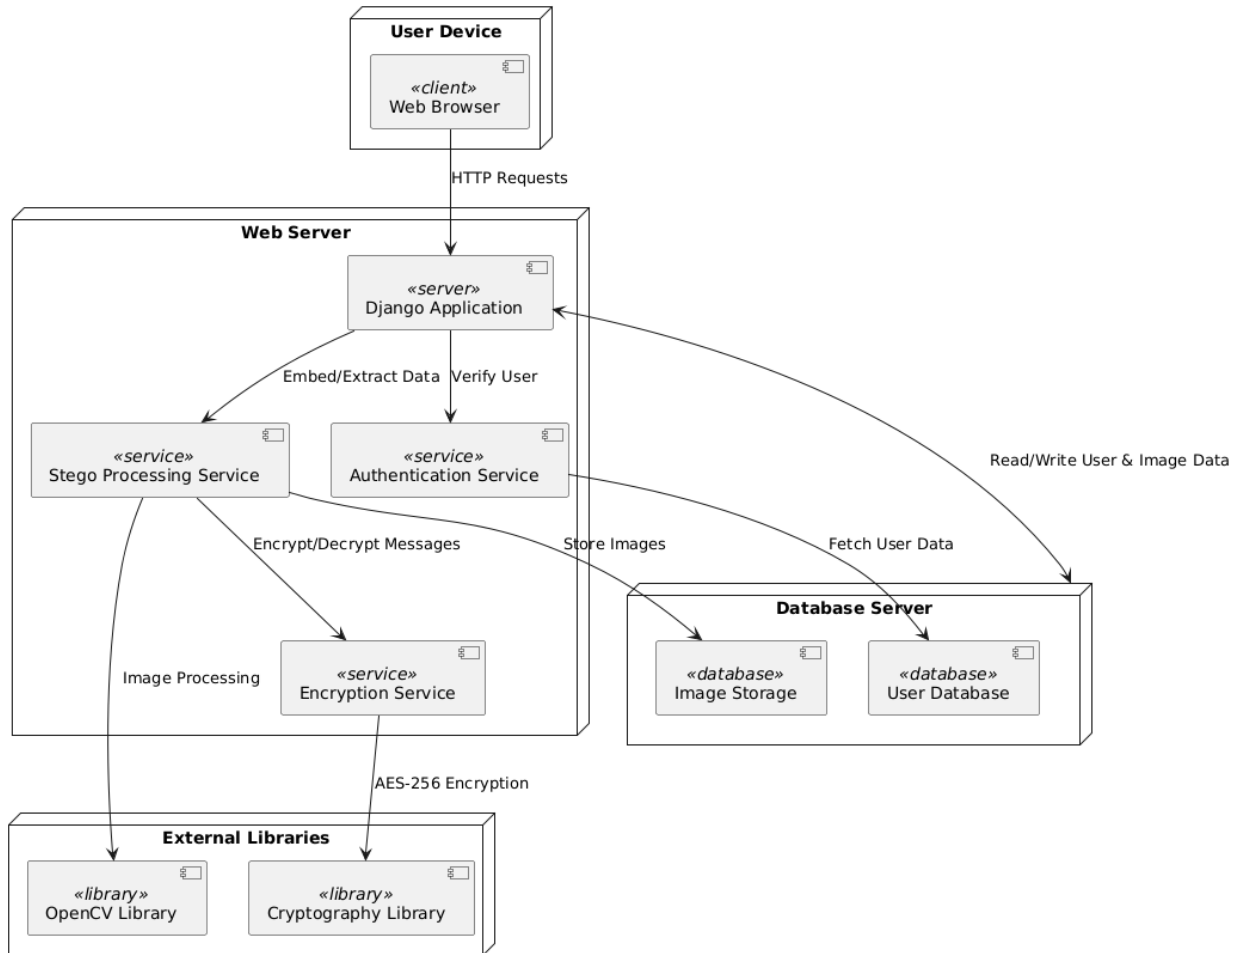 User Device
«client»
Web Browser
HTTP Requests
Web Server
«server»
Django Application
Embed/Extract Data
Verify User
«service»
Stego Processing Service
«service»
Authentication Service
Read/Write User & Image Data
Encrypt/Decrypt Messages
Store Images
Fetch User Data
Database Server
«service»
Encryption Service
«database»
Image Storage
«database»
User Database
Image Processing
AES-256 Encryption
External Libraries
«library»
OpenCV Library
«library»
Cryptography Library